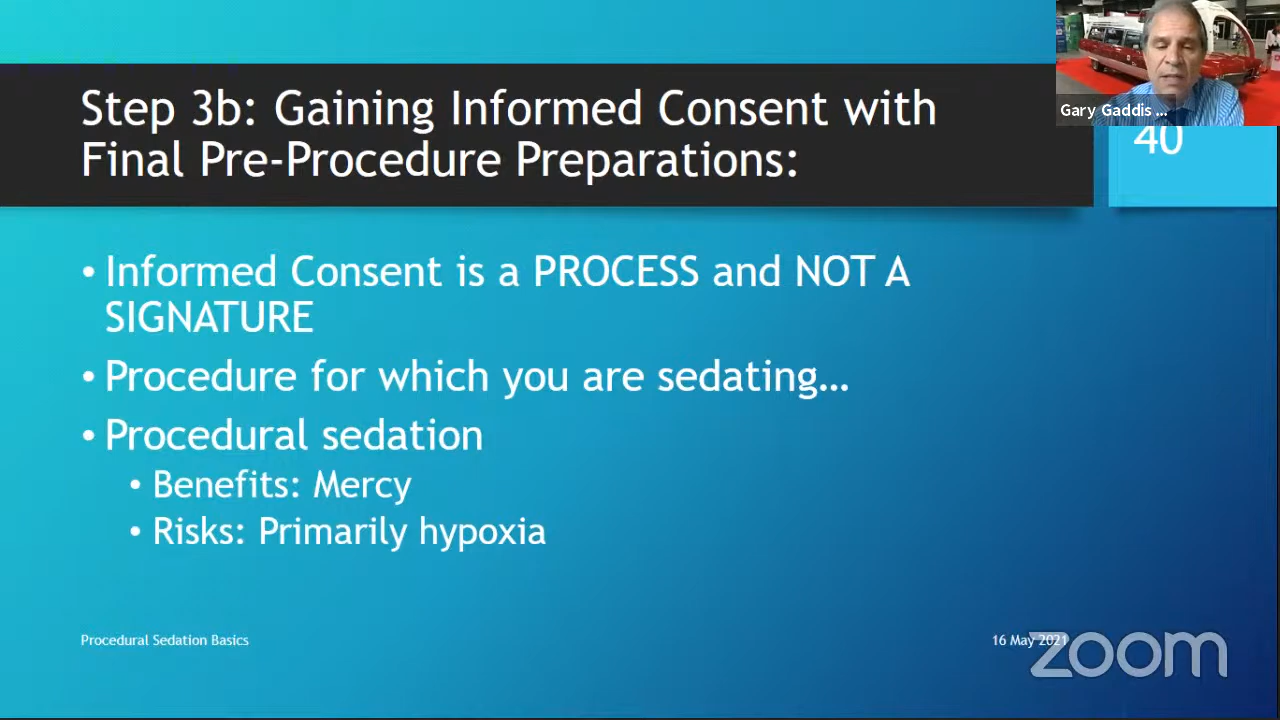 Step 3b: Gaining Informed Consent with
Final Pre-Procedure Preparations:
Gary Gaddis ...
40
• Informed Consent is a PROCESS and NOT A
SIGNATURE
• Procedure for which you are sedating…
• Procedural sedation
• Benefits: Mercy
• Risks: Primarily hypoxia
Procedural Sedation Basics
16 May 2021
zoom